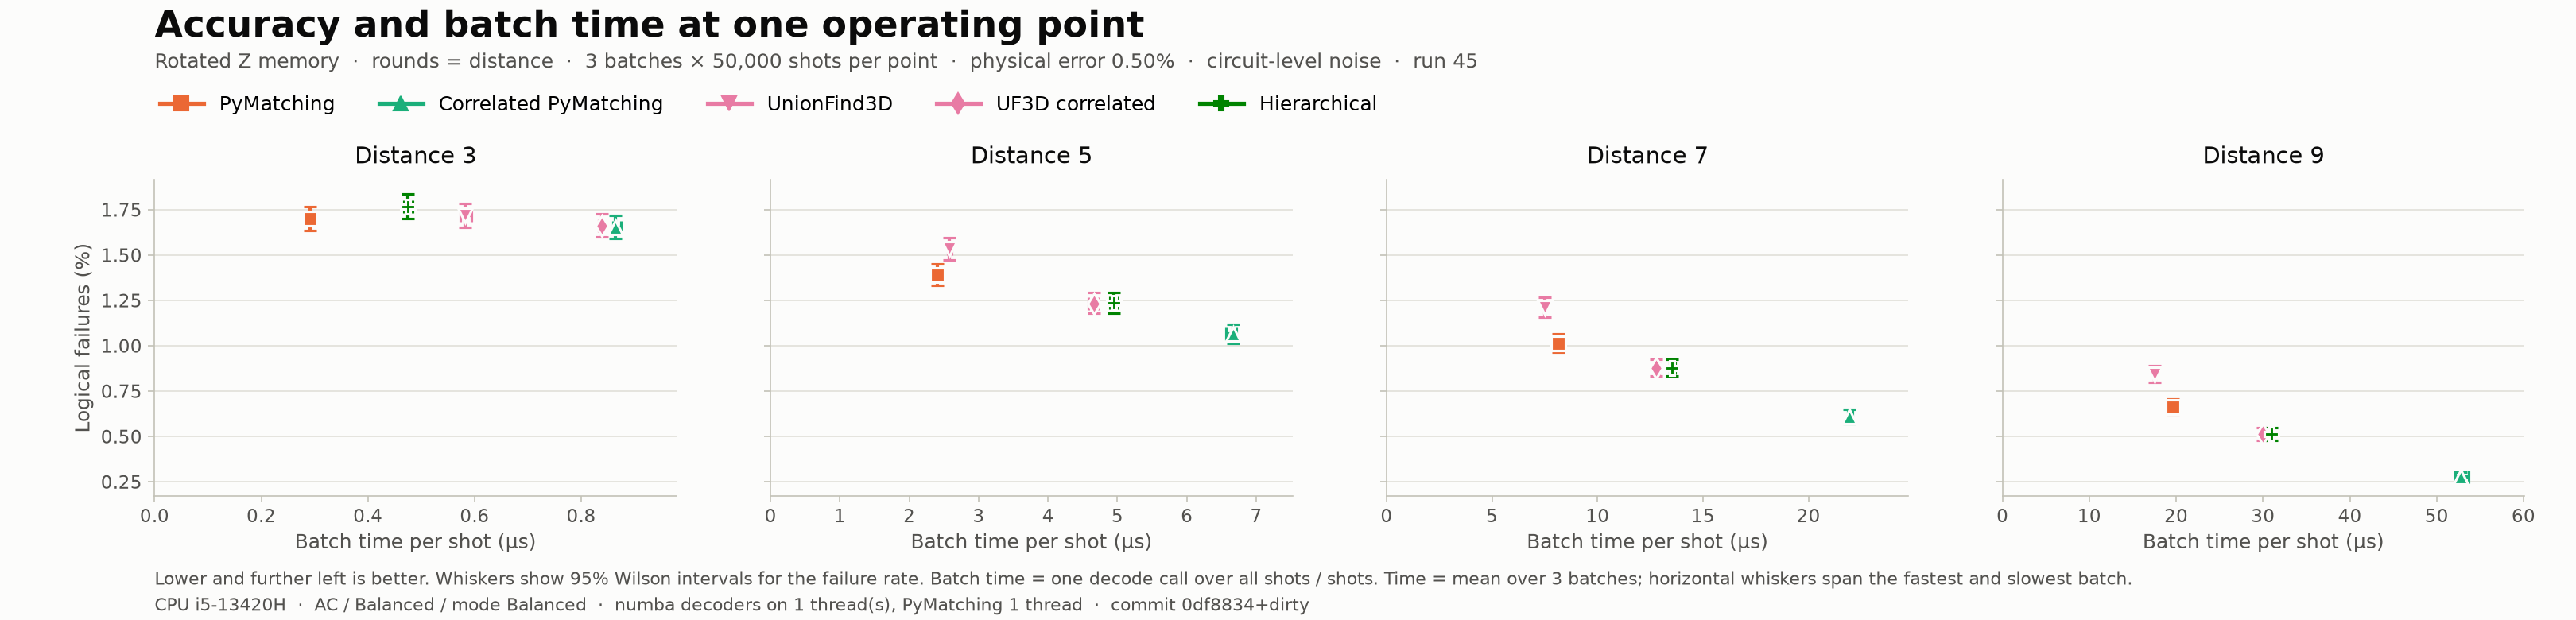 Accuracy and batch time at one operating point
Rotated Z memory · rounds = distance · 3 batches × 50,000 shots per point · physical error 0.50% · circuit-level noise · run 45
PyMatching Correlated PyMatching UnionFind3D UF3D correlated Hierarchical
Distance 3 Distance 5 Distance 7 Distance 9
Logical failures (%)
1.75
1.50
1.25
1.00
0.75
0.50
0.25
0.0 0.2 0.4 0.6 0.8 0 1 2 3 4 5 6 7 0 5 10 15 20 0 10 20 30 40 50 60
Batch time per shot (µs) Batch time per shot (µs) Batch time per shot (µs) Batch time per shot (µs)
Lower and further left is better. Whiskers show 95% Wilson intervals for the failure rate. Batch time = one decode call over all shots / shots. Time = mean over 3 batches; horizontal whiskers span the fastest and slowest batch.
CPU i5-13420H · AC / Balanced / mode Balanced · numba decoders on 1 thread(s), PyMatching 1 thread · commit 0df8834+dirty